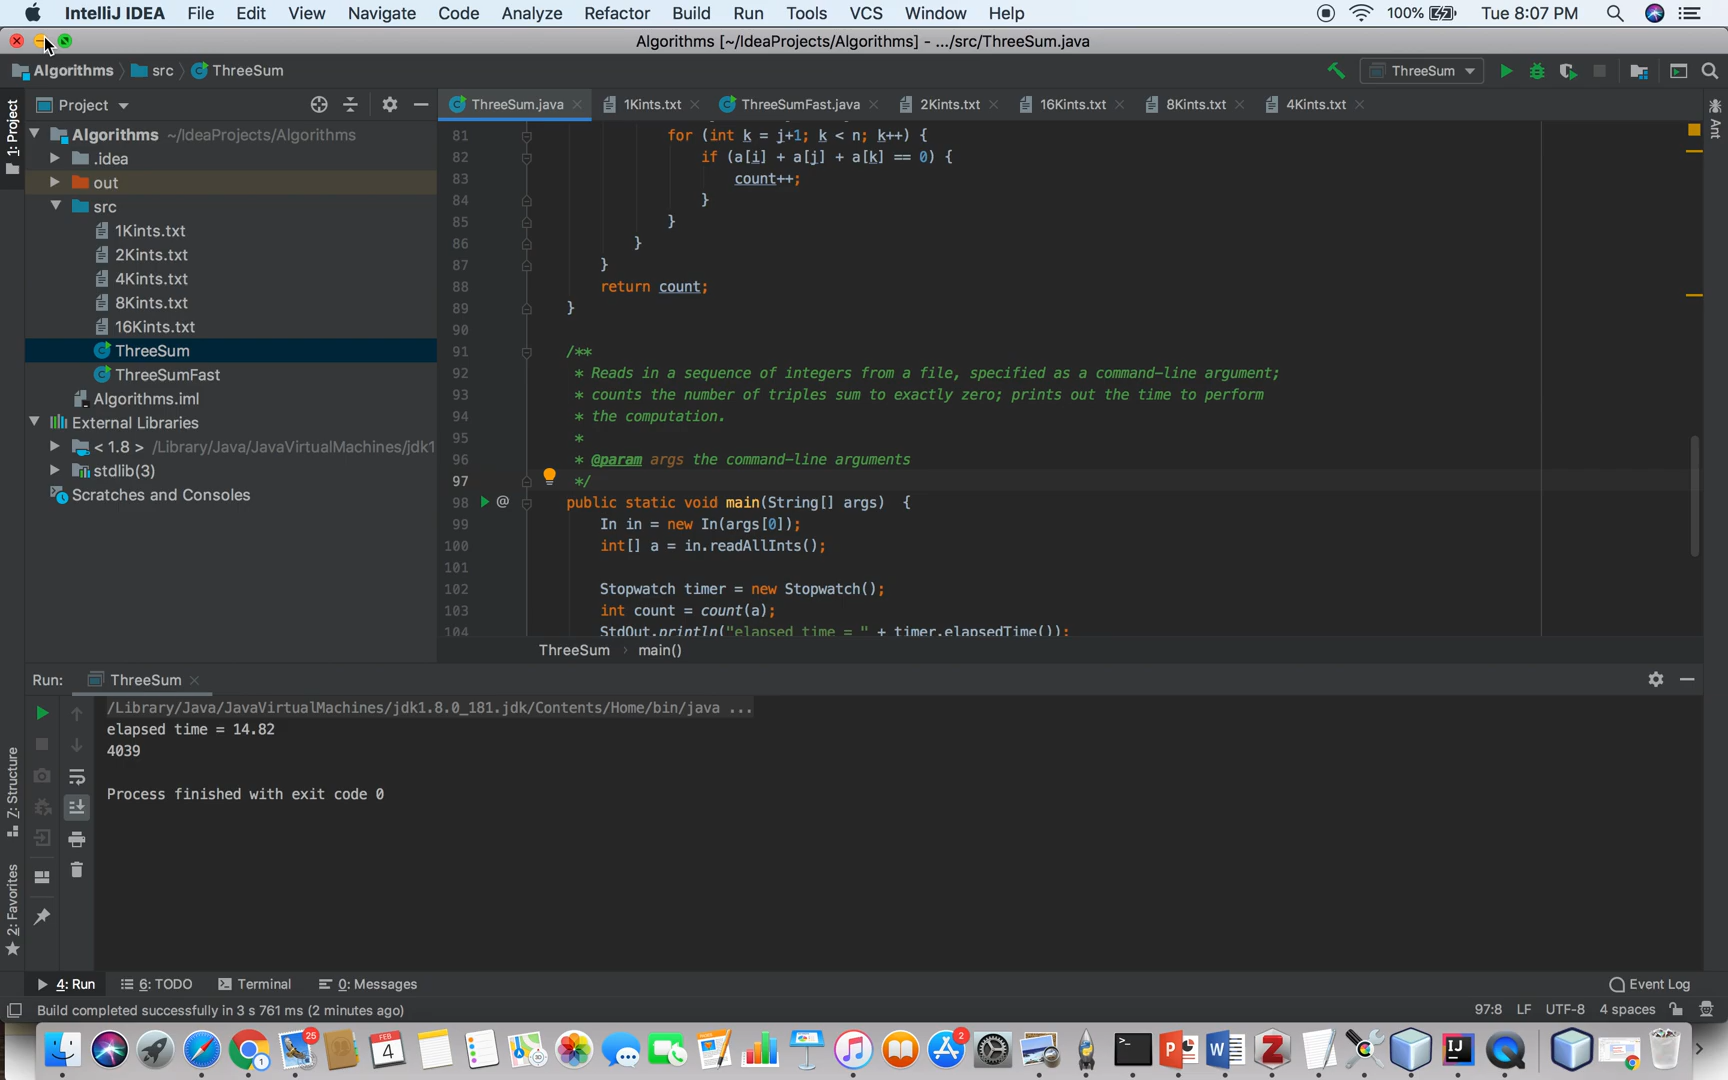 IntelliJ IDEA File Edit View Navigate Code Analyze Refactor Build Run Tools VCS Window Help 100% Tue 8:07 PM
Algorithms [~/IdeaProjects/Algorithms] - .../src/ThreeSum.java
Algorithms src ThreeSum ThreeSum
1: Project
Project
ThreeSum.java 1Kints.txt ThreeSumFast.java 2Kints.txt 16Kints.txt 8Kints.txt 4Kints.txt
Ant
Algorithms ~/IdeaProjects/Algorithms
.idea
out
src
1Kints.txt
2Kints.txt
4Kints.txt
8Kints.txt
16Kints.txt
ThreeSum
ThreeSumFast
Algorithms.iml
External Libraries
< 1.8 > /Library/Java/JavaVirtualMachines/jdk1
stdlib(3)
Scratches and Consoles
81 for (int k = j+1; k < n; k++) {
82 if (a[i] + a[j] + a[k] == 0) {
83 count++;
84 }
85 }
86 }
87 }
88 return count;
89 }
90
91 /**
92 * Reads in a sequence of integers from a file, specified as a command-line argument;
93 * counts the number of triples sum to exactly zero; prints out the time to perform
94 * the computation.
95 *
96 * @param args the command-line arguments
97 */
98 @ public static void main(String[] args) {
99 In in = new In(args[0]);
100 int[] a = in.readAllInts();
101
102 Stopwatch timer = new Stopwatch();
103 int count = count(a);
104 StdOut.println("elapsed time = " + timer.elapsedTime());
ThreeSum main()
Run: ThreeSum
/Library/Java/JavaVirtualMachines/jdk1.8.0_181.jdk/Contents/Home/bin/java ...
elapsed time = 14.82
4039
Process finished with exit code 0
7: Structure
2: Favorites
4: Run 6: TODO Terminal 0: Messages Event Log
Build completed successfully in 3 s 761 ms (2 minutes ago) 97:8 LF UTF-8 4 spaces
1 25 FEB 4 2 IJ